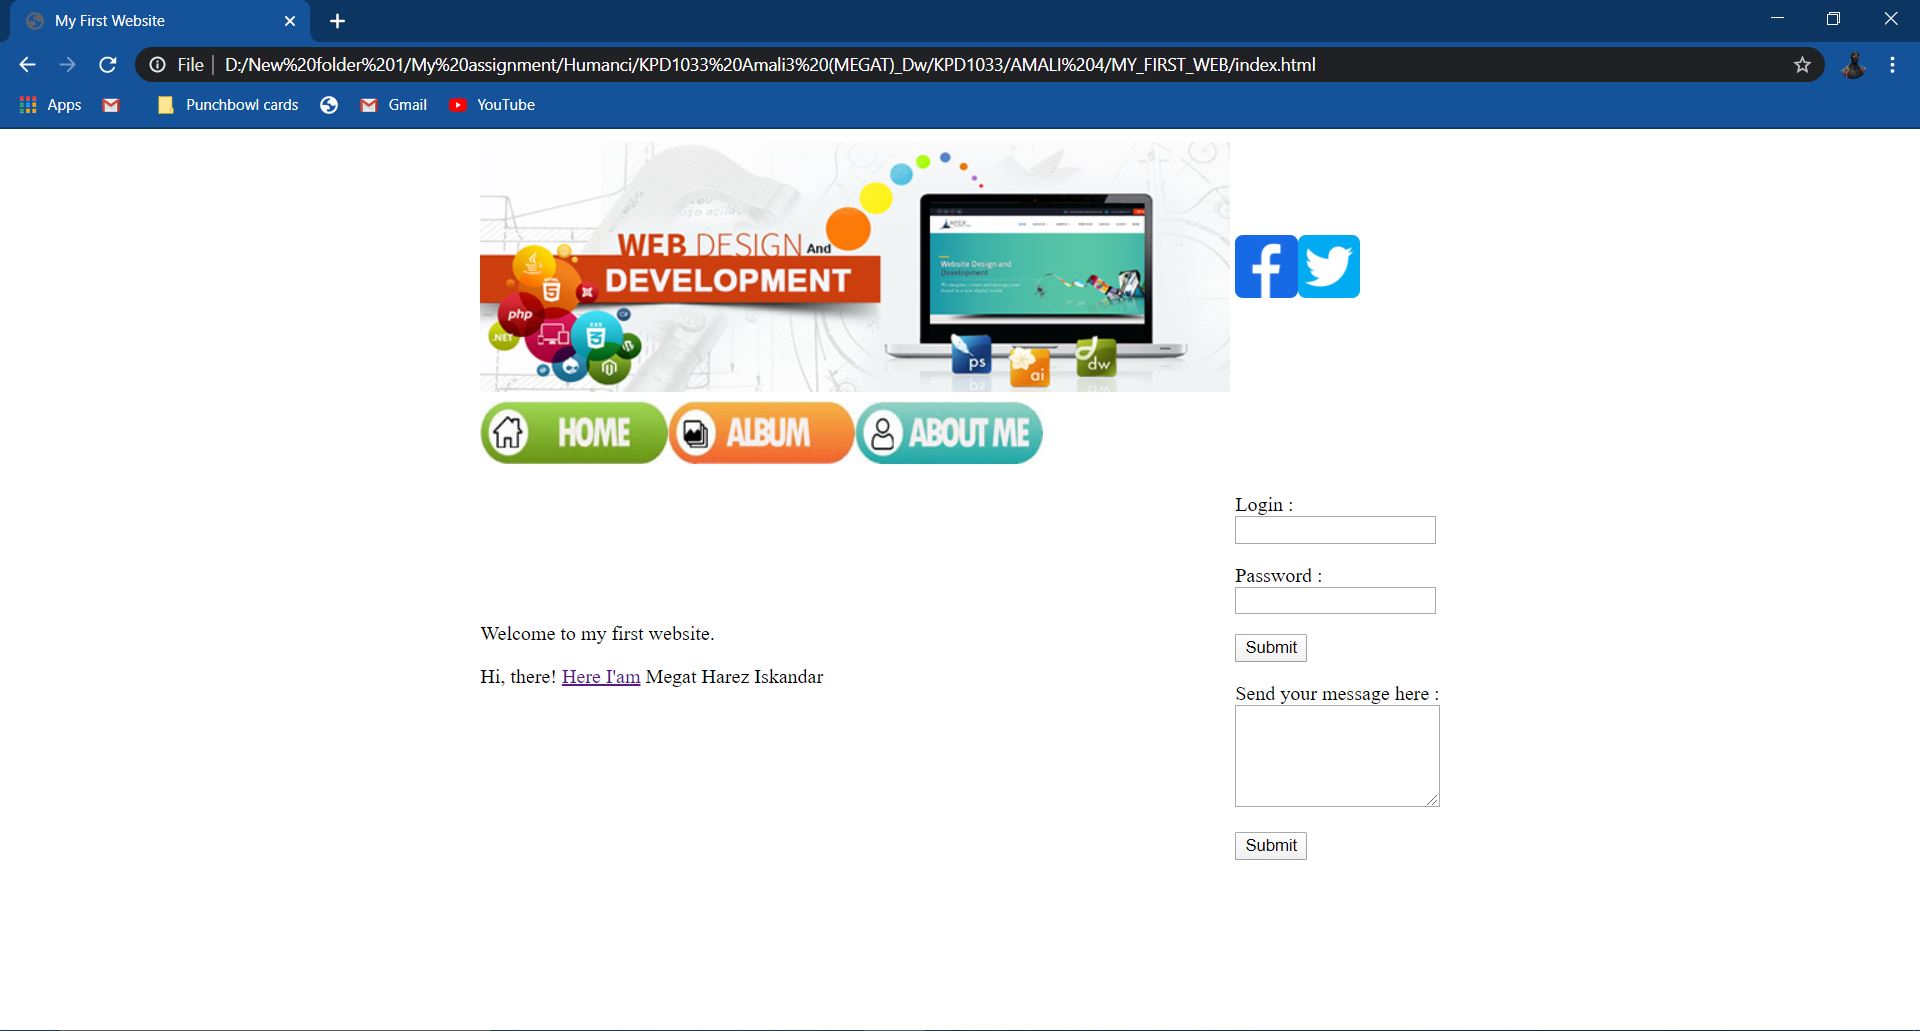 My First Website
File
D:/New%20folder%201/My%20assignment/Humanci/KPD1033%20Amali3%20(MEGAT)_Dw/KPD1033/AMALI%204/MY_FIRST_WEB/index.html
Apps
Punchbowl cards
Gmail
YouTube
WEB DESIGN And
DEVELOPMENT
php
.NET
Website Design and
Development
ps
ai
dw
HOME
ALBUM
ABOUT ME
Login :
Password :
Submit
Welcome to my first website.
Hi, there! Here I'am Megat Harez Iskandar
Send your message here :
Submit